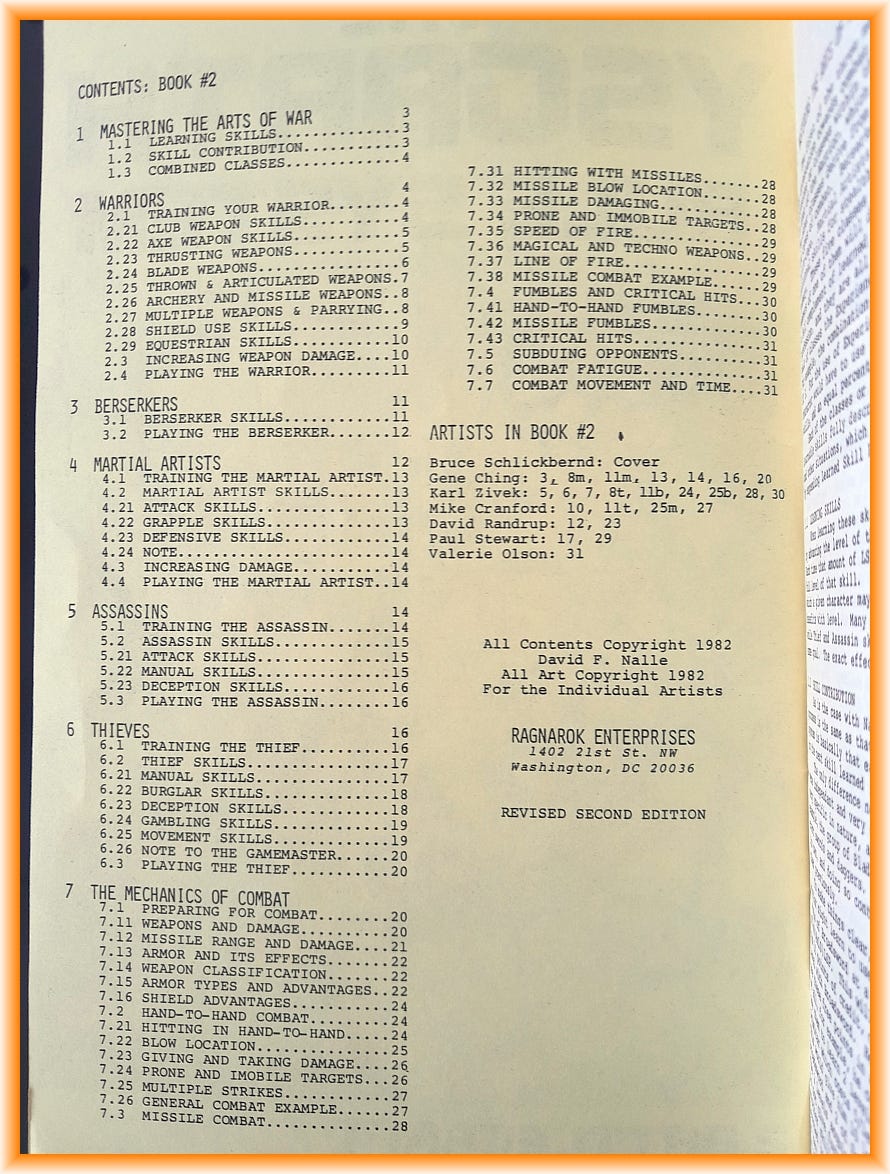 CONTENTS: BOOK #2
1 MASTERING THE ARTS OF WAR 3
1.1 LEARNING SKILLS..............3
1.2 SKILL CONTRIBUTION...........3
1.3 COMBINED CLASSES.............4
2 WARRIORS 4
2.1 TRAINING YOUR WARRIOR.......4
2.21 CLUB WEAPON SKILLS..........4
2.22 AXE WEAPON SKILLS...........5
2.23 THRUSTING WEAPONS...........5
2.24 BLADE WEAPONS................6
2.25 THROWN & ARTICULATED WEAPONS.7
2.26 ARCHERY AND MISSILE WEAPONS..8
2.27 MULTIPLE WEAPONS & PARRYING..8
2.28 SHIELD USE SKILLS............9
2.29 EQUESTRIAN SKILLS...........10
2.3 INCREASING WEAPON DAMAGE....10
2.4 PLAYING THE WARRIOR.........11
3 BERSERKERS 11
3.1 BERSERKER SKILLS............11
3.2 PLAYING THE BERSERKER.......12
4 MARTIAL ARTISTS 12
4.1 TRAINING THE MARTIAL ARTIST.13
4.2 MARTIAL ARTIST SKILLS.......13
4.21 ATTACK SKILLS...............13
4.22 GRAPPLE SKILLS..............13
4.23 DEFENSIVE SKILLS............14
4.24 NOTE........................14
4.3 INCREASING DAMAGE...........14
4.4 PLAYING THE MARTIAL ARTIST..14
5 ASSASSINS 14
5.1 TRAINING THE ASSASSIN.......14
5.2 ASSASSIN SKILLS.............15
5.21 ATTACK SKILLS...............15
5.22 MANUAL SKILLS...............15
5.23 DECEPTION SKILLS............16
5.3 PLAYING THE ASSASSIN........16
6 THIEVES 16
6.1 TRAINING THE THIEF..........16
6.2 THIEF SKILLS................17
6.21 MANUAL SKILLS...............17
6.22 BURGLAR SKILLS..............18
6.23 DECEPTION SKILLS............18
6.24 GAMBLING SKILLS.............19
6.25 MOVEMENT SKILLS.............19
6.26 NOTE TO THE GAMEMASTER......20
6.3 PLAYING THE THIEF...........20
7 THE MECHANICS OF COMBAT
7.1 PREPARING FOR COMBAT........20
7.11 WEAPONS AND DAMAGE..........20
7.12 MISSILE RANGE AND DAMAGE....21
7.13 ARMOR AND ITS EFFECTS.......22
7.14 WEAPON CLASSIFICATION.......22
7.15 ARMOR TYPES AND ADVANTAGES..22
7.16 SHIELD ADVANTAGES...........24
7.2 HAND-TO-HAND COMBAT.........24
7.21 HITTING IN HAND-TO-HAND.....24
7.22 BLOW LOCATION...............25
7.23 GIVING AND TAKING DAMAGE....26
7.24 PRONE AND IMOBILE TARGETS...26
7.25 MULTIPLE STRIKES............27
7.26 GENERAL COMBAT EXAMPLE......27
7.3 MISSILE COMBAT..............28
7.31 HITTING WITH MISSILES.......28
7.32 MISSILE BLOW LOCATION.......28
7.33 MISSILE DAMAGING............28
7.34 PRONE AND IMMOBIL TARGETS..28
7.35 SPEED OF FIRE...............29
7.36 MAGICAL AND TECHNO WEAPONS..29
7.37 LINE OF FIRE................29
7.38 MISSILE COMBAT EXAMPLE......29
7.4 FUMBLES AND CRITICAL HITS...30
7.41 HAND-TO-HAND FUMBLES........30
7.42 MISSILE FUMBLES.............30
7.43 CRITICAL HITS...............31
7.5 SUBDUING OPPONENTS..........31
7.6 COMBAT FATIGUE..............31
7.7 COMBAT MOVEMENT AND TIME....31
ARTISTS IN BOOK #2
Bruce Schlickbernd: Cover
Gene Ching: 3, 8m, 11m, 13, 14, 16, 20
Karl Zivek: 5, 6, 7, 8t, 11b, 24, 25b, 28, 30
Mike Cranford: 10, 11t, 25m, 27
David Randrup: 12, 23
Paul Stewart: 17, 29
Valerie Olson: 31
All Contents Copyright 1982
David F. Nalle
All Art Copyright 1982
For the Individual Artists
RAGNAROK ENTERPRISES
1402 21st St. NW
Washington, DC 20036
REVISED SECOND EDITION